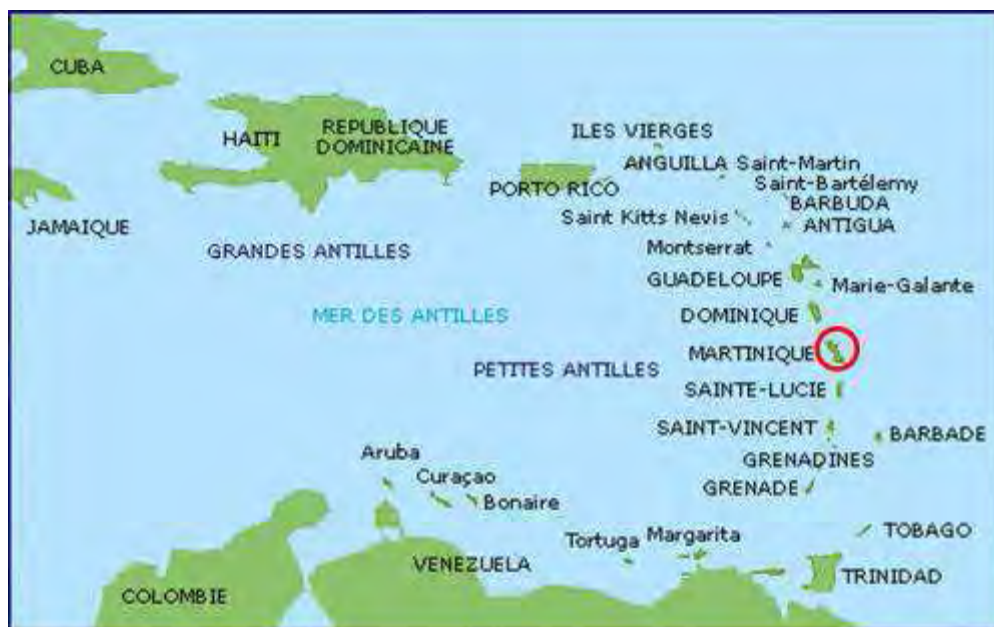 CUBA
HAITI
REPUBLIQUE
DOMINICAINE
ILES VIERGES
ANGUILLA Saint-Martin
PORTO RICO
Saint-Bartélemy
BARBUDA
Saint Kitts Nevis
ANTIGUA
JAMAIQUE
GRANDES ANTILLES
Montserrat
GUADELOUPE
Marie-Galante
MER DES ANTILLES
DOMINIQUE
MARTINIQUE
PETITES ANTILLES
SAINTE-LUCIE
SAINT-VINCENT
BARBADE
Aruba
GRENADINES
Curaçao
GRENADE
Bonaire
TOBAGO
Tortuga
Margarita
VENEZUELA
TRINIDAD
COLOMBIE